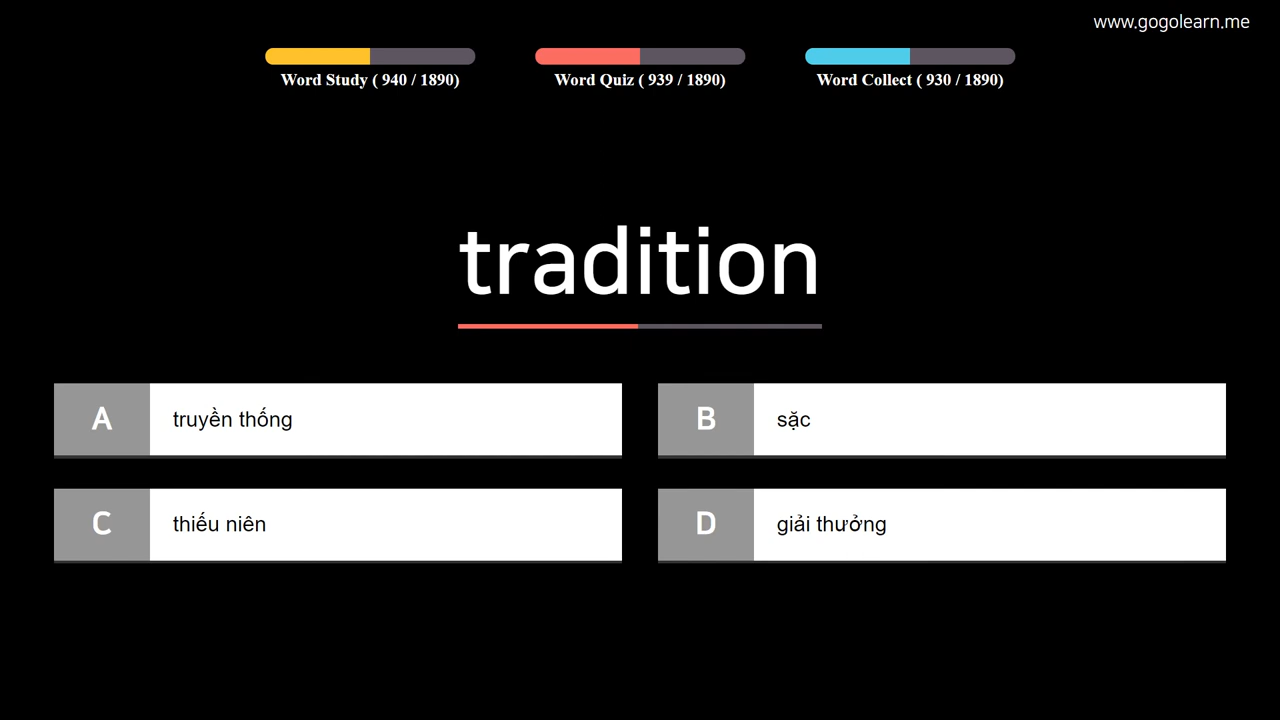 www.gogolearn.me
Word Study ( 940 / 1890)
Word Quiz ( 939 / 1890)
Word Collect ( 930 / 1890)
tradition
A truyền thống
B sặc
C thiếu niên
D giải thưởng